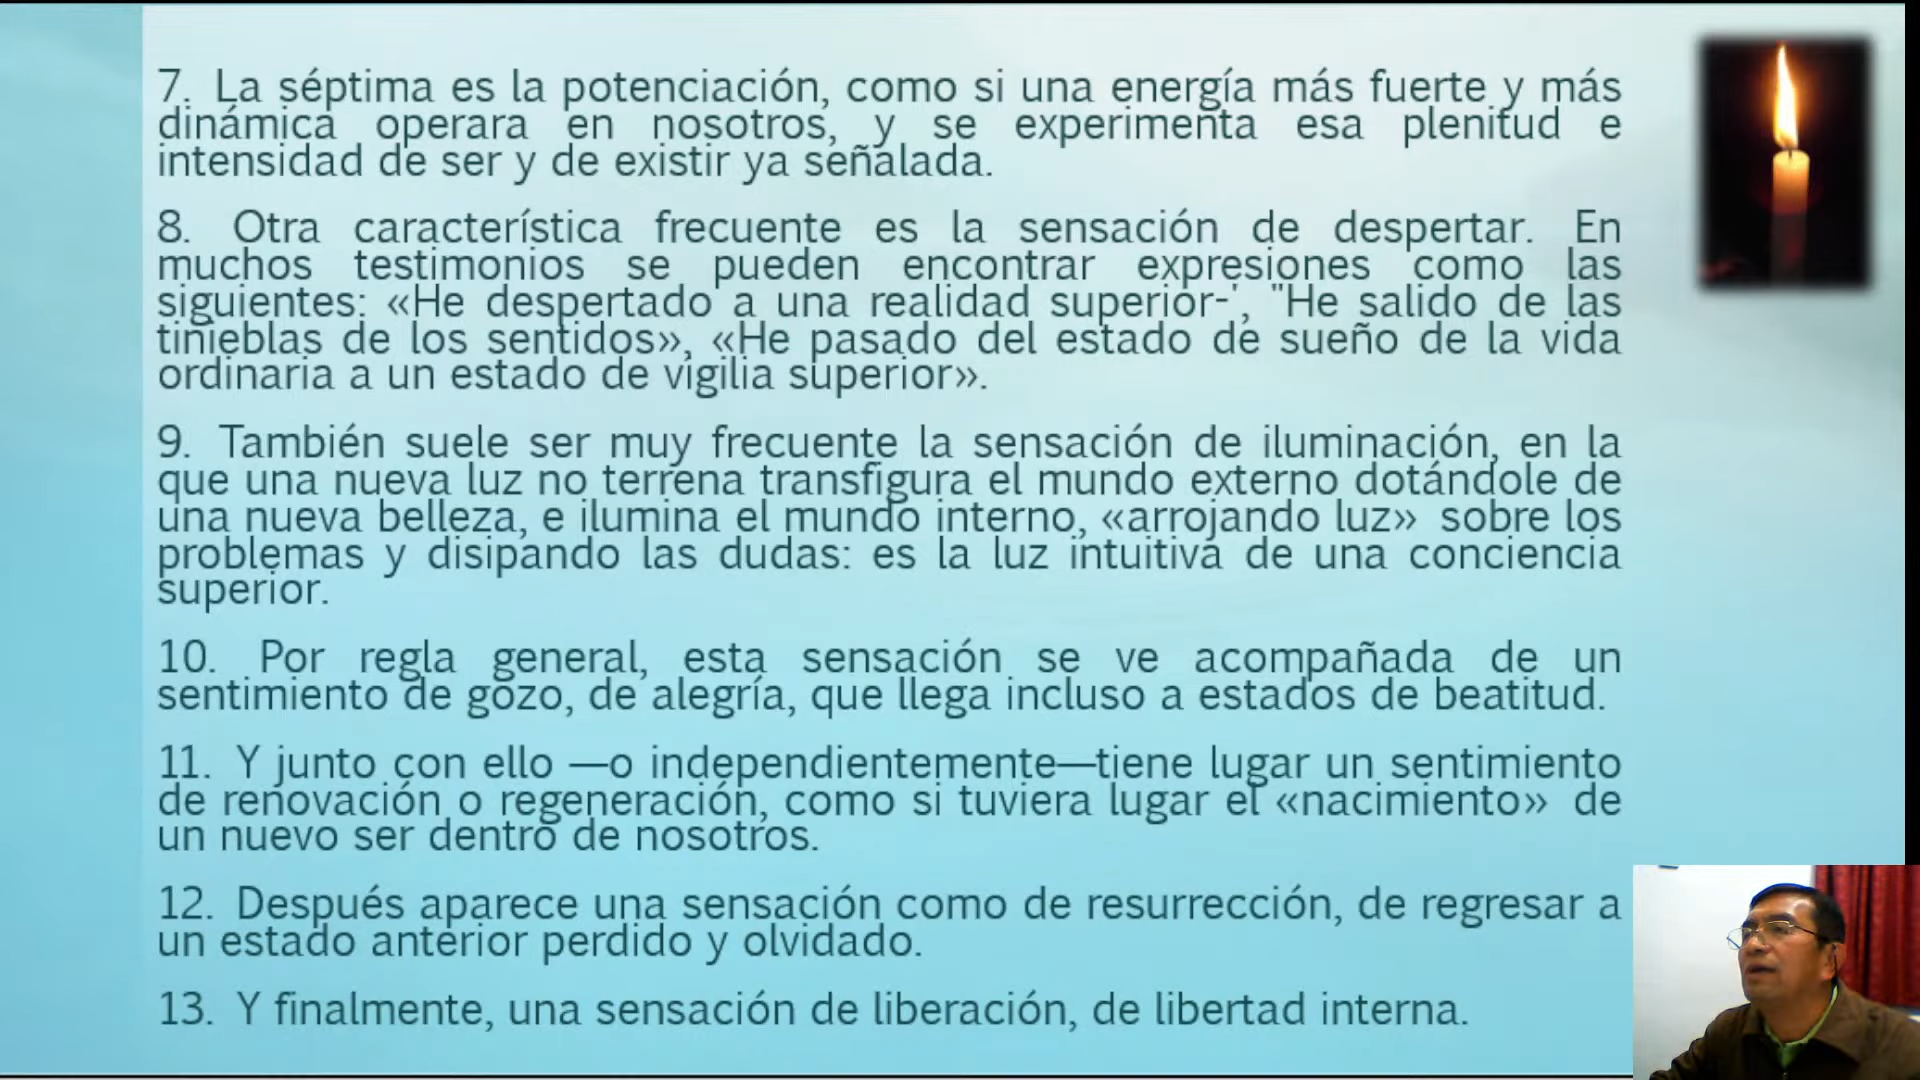 7. La séptima es la potenciación, como si una energía más fuerte y más
dinámica operara en nosotros, y se experimenta esa plenitud e
intensidad de ser y de existir ya señalada.
8. Otra característica frecuente es la sensación de despertar. En
muchos testimonios se pueden encontrar expresiones como las
siguientes: «He despertado a una realidad superior-', "He salido de las
tinieblas de los sentidos», «He pasado del estado de sueño de la vida
ordinaria a un estado de vigilia superior».
9. También suele ser muy frecuente la sensación de iluminación, en la
que una nueva luz no terrena transfigura el mundo externo dotándole de
una nueva belleza, e ilumina el mundo interno, «arrojando luz» sobre los
problemas y disipando las dudas: es la luz intuitiva de una conciencia
superior.
10. Por regla general, esta sensación se ve acompañada de un
sentimiento de gozo, de alegría, que llega incluso a estados de beatitud.
11. Y junto con ello —o independientemente—tiene lugar un sentimiento
de renovación o regeneración, como si tuviera lugar el «nacimiento» de
un nuevo ser dentro de nosotros.
12. Después aparece una sensación como de resurrección, de regresar a
un estado anterior perdido y olvidado.
13. Y finalmente, una sensación de liberación, de libertad interna.